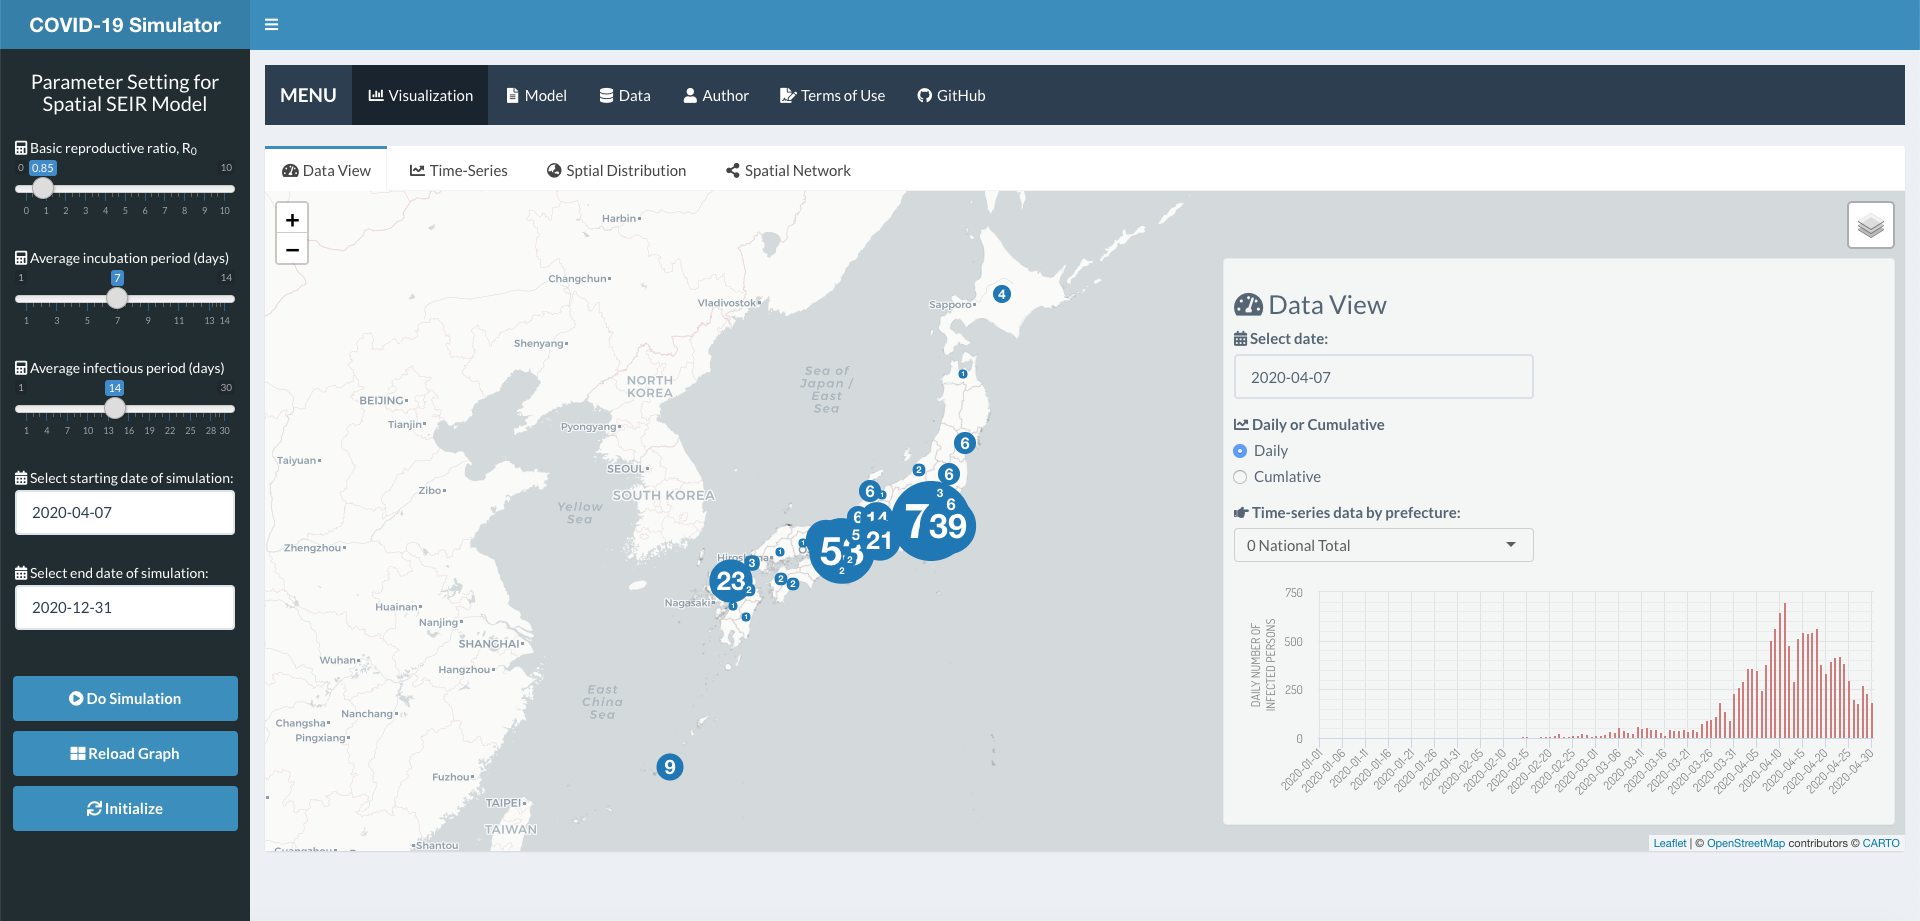 COVID-19 Simulator
Parameter Setting for
Spatial SEIR Model
Basic reproductive ratio, R0
0 0.85 10
0 1 2 3 4 5 6 7 8 9 10
Average incubation period (days)
1 7 14
1 3 5 7 9 11 13 14
Average infectious period (days)
1 14 30
1 4 7 10 13 16 19 22 25 28 30
Select starting date of simulation:
2020-04-07
Select end date of simulation:
2020-12-31
Do Simulation
Reload Graph
Initialize
MENU Visualization Model Data Author Terms of Use GitHub
Data View Time-Series Sptial Distribution Spatial Network
+
−
Harbin
Changchun
Vladivostok
Sapporo
4
Shenyang
Sea of
Japan /
East
Sea
NORTH
KOREA
1
BEIJING
Tianjin
Pyongyang
6
Taiyuan
SEOUL
2
6
Zibo
SOUTH KOREA
6
1
3
6
Yellow
Sea
6
14
739
5
21
Zhengzhou
1
1
53
2
2
3
23
2
2
2
Nagasaki
1
1
Huainan
Nanjing
SHANGHAI
Wuhan
Hangzhou
East
China
Sea
Nanchang
Changsha
Pingxiang
9
Fuzhou
TAIPEI
TAIWAN
Shantou
Data View
Select date:
2020-04-07
Daily or Cumulative
Daily
Cumlative
Time-series data by prefecture:
0 National Total
DAILY NUMBER OF
INFECTED PERSONS
750
500
250
0
2020-01-01 2020-01-06 2020-01-11 2020-01-16 2020-01-21 2020-01-26 2020-01-31 2020-02-05 2020-02-10 2020-02-15 2020-02-20 2020-02-25 2020-03-01 2020-03-06 2020-03-11 2020-03-16 2020-03-21 2020-03-26 2020-03-31 2020-04-05 2020-04-10 2020-04-15 2020-04-20 2020-04-25 2020-04-30
Leaflet | © OpenStreetMap contributors © CARTO